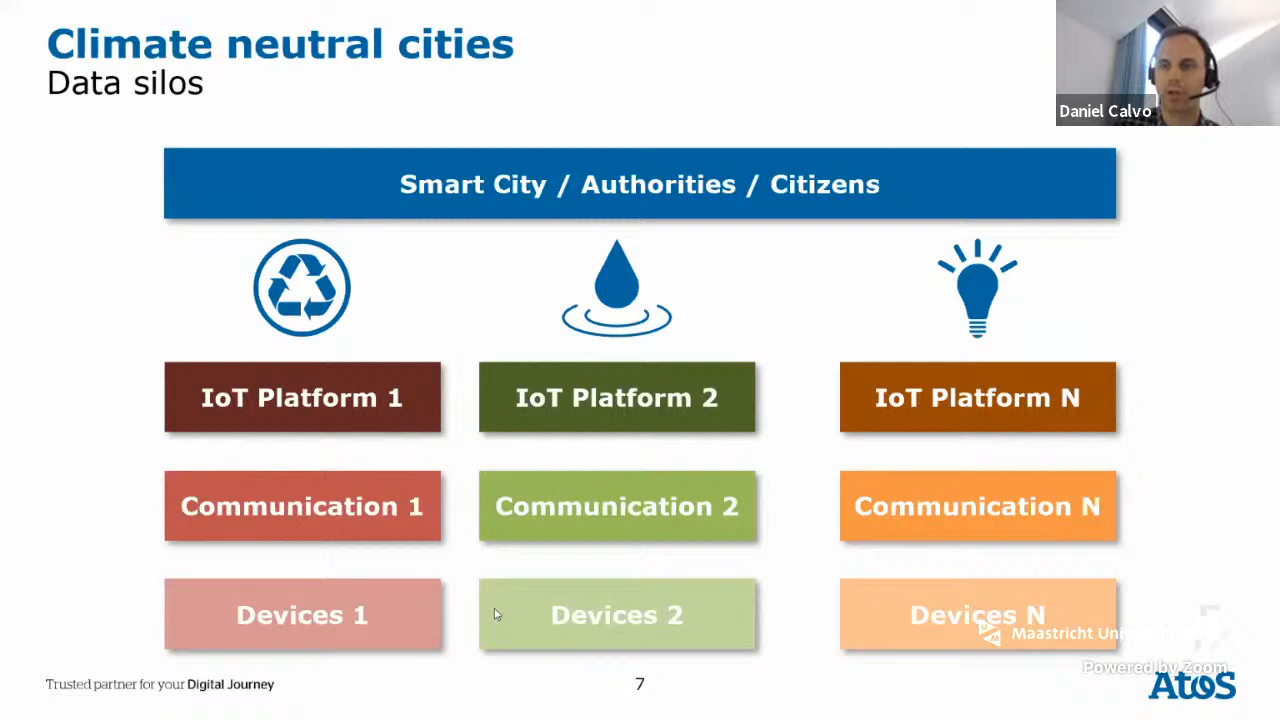 Climate neutral cities
Data silos
Daniel Calvo
Smart City / Authorities / Citizens
IoT Platform 1
IoT Platform 2
IoT Platform N
Communication 1
Communication 2
Communication N
Devices 1
Devices 2
Devices N
UM
Maastricht University
Powered by Zoom
Trusted partner for your Digital Journey
7
Atos